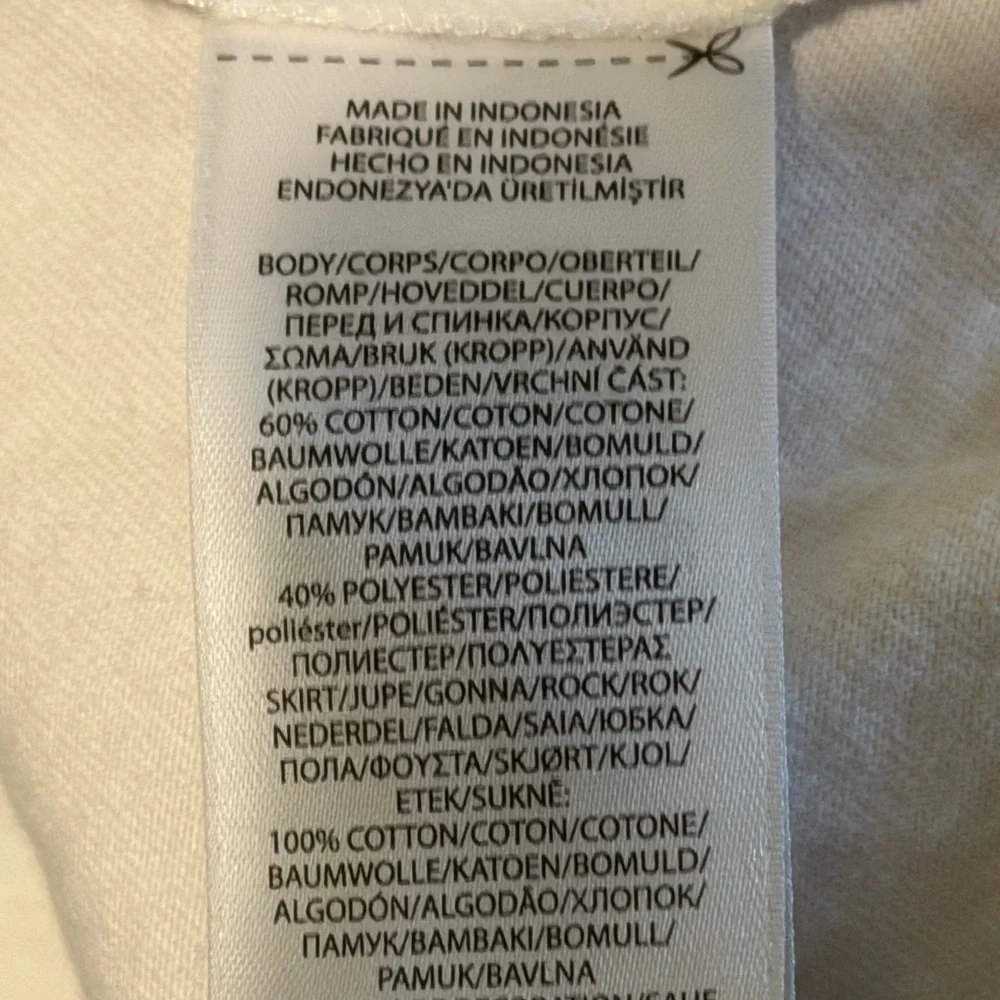 MADE IN INDONESIA
FABRIQUÉ EN INDONÉSIE
HECHO EN INDONESIA
ENDONEZYA'DA ÜRETİLMİŞTİR
BODY/CORPS/CORPO/OBERTEIL/
ROMP/HOVEDDEL/CUERPO/
ПЕРЕД И СПИНКА/КОРПУС/
ΣΩΜΑ/BRUK (KROPP)/ANVÄND
(KROPP)/BEDEN/VRCHNÍ ČÁST:
60% COTTON/COTON/COTONE/
BAUMWOLLE/KATOEN/BOMULD/
ALGODÓN/ALGODÃO/ХЛОПОК/
ПАМУК/BAMBAKI/BOMULL/
PAMUK/BAVLNA
40% POLYESTER/POLIESTERE/
poliéster/POLIÉSTER/ПОЛИЭСТЕР/
ПОЛИЕСТЕР/ΠΟΛΥΕΣΤΕΡΑΣ
SKIRT/JUPE/GONNA/ROCK/ROK/
NEDERDEL/FALDA/SAIA/ЮБКА/
ПОЛА/ΦΟΥΣΤΑ/SKJØRT/KJOL/
ETEK/SUKNĚ:
100% COTTON/COTON/COTONE/
BAUMWOLLE/KATOEN/BOMULD/
ALGODÓN/ALGODÃO/ХЛОПОК/
ПАМУК/BAMBAKI/BOMULL/
PAMUK/BAVLNA